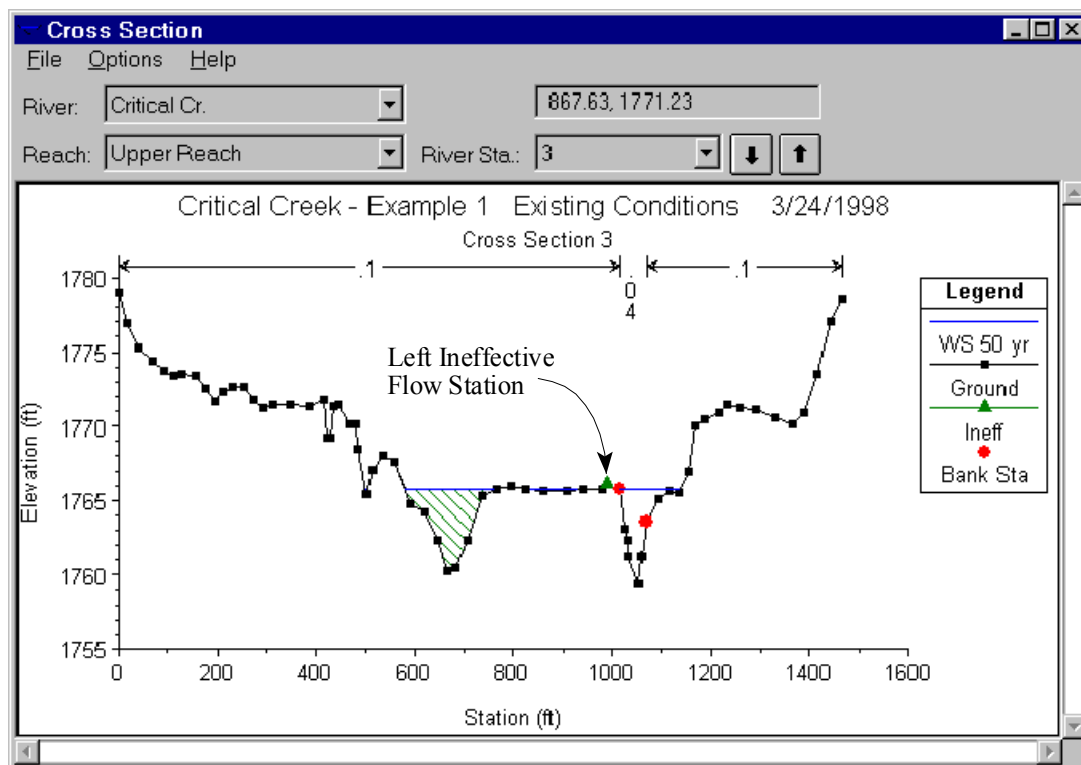 Cross Section
File Options Help
River: Critical Cr. 867.63, 1771.23
Reach: Upper Reach River Sta.: 3
Critical Creek - Example 1 Existing Conditions 3/24/1998
Cross Section 3
.1 .04 .1
Legend
WS 50 yr
Ground
Ineff
Bank Sta
Left Ineffective
Flow Station
Elevation (ft)
1780
1775
1770
1765
1760
1755
0 200 400 600 800 1000 1200 1400 1600
Station (ft)